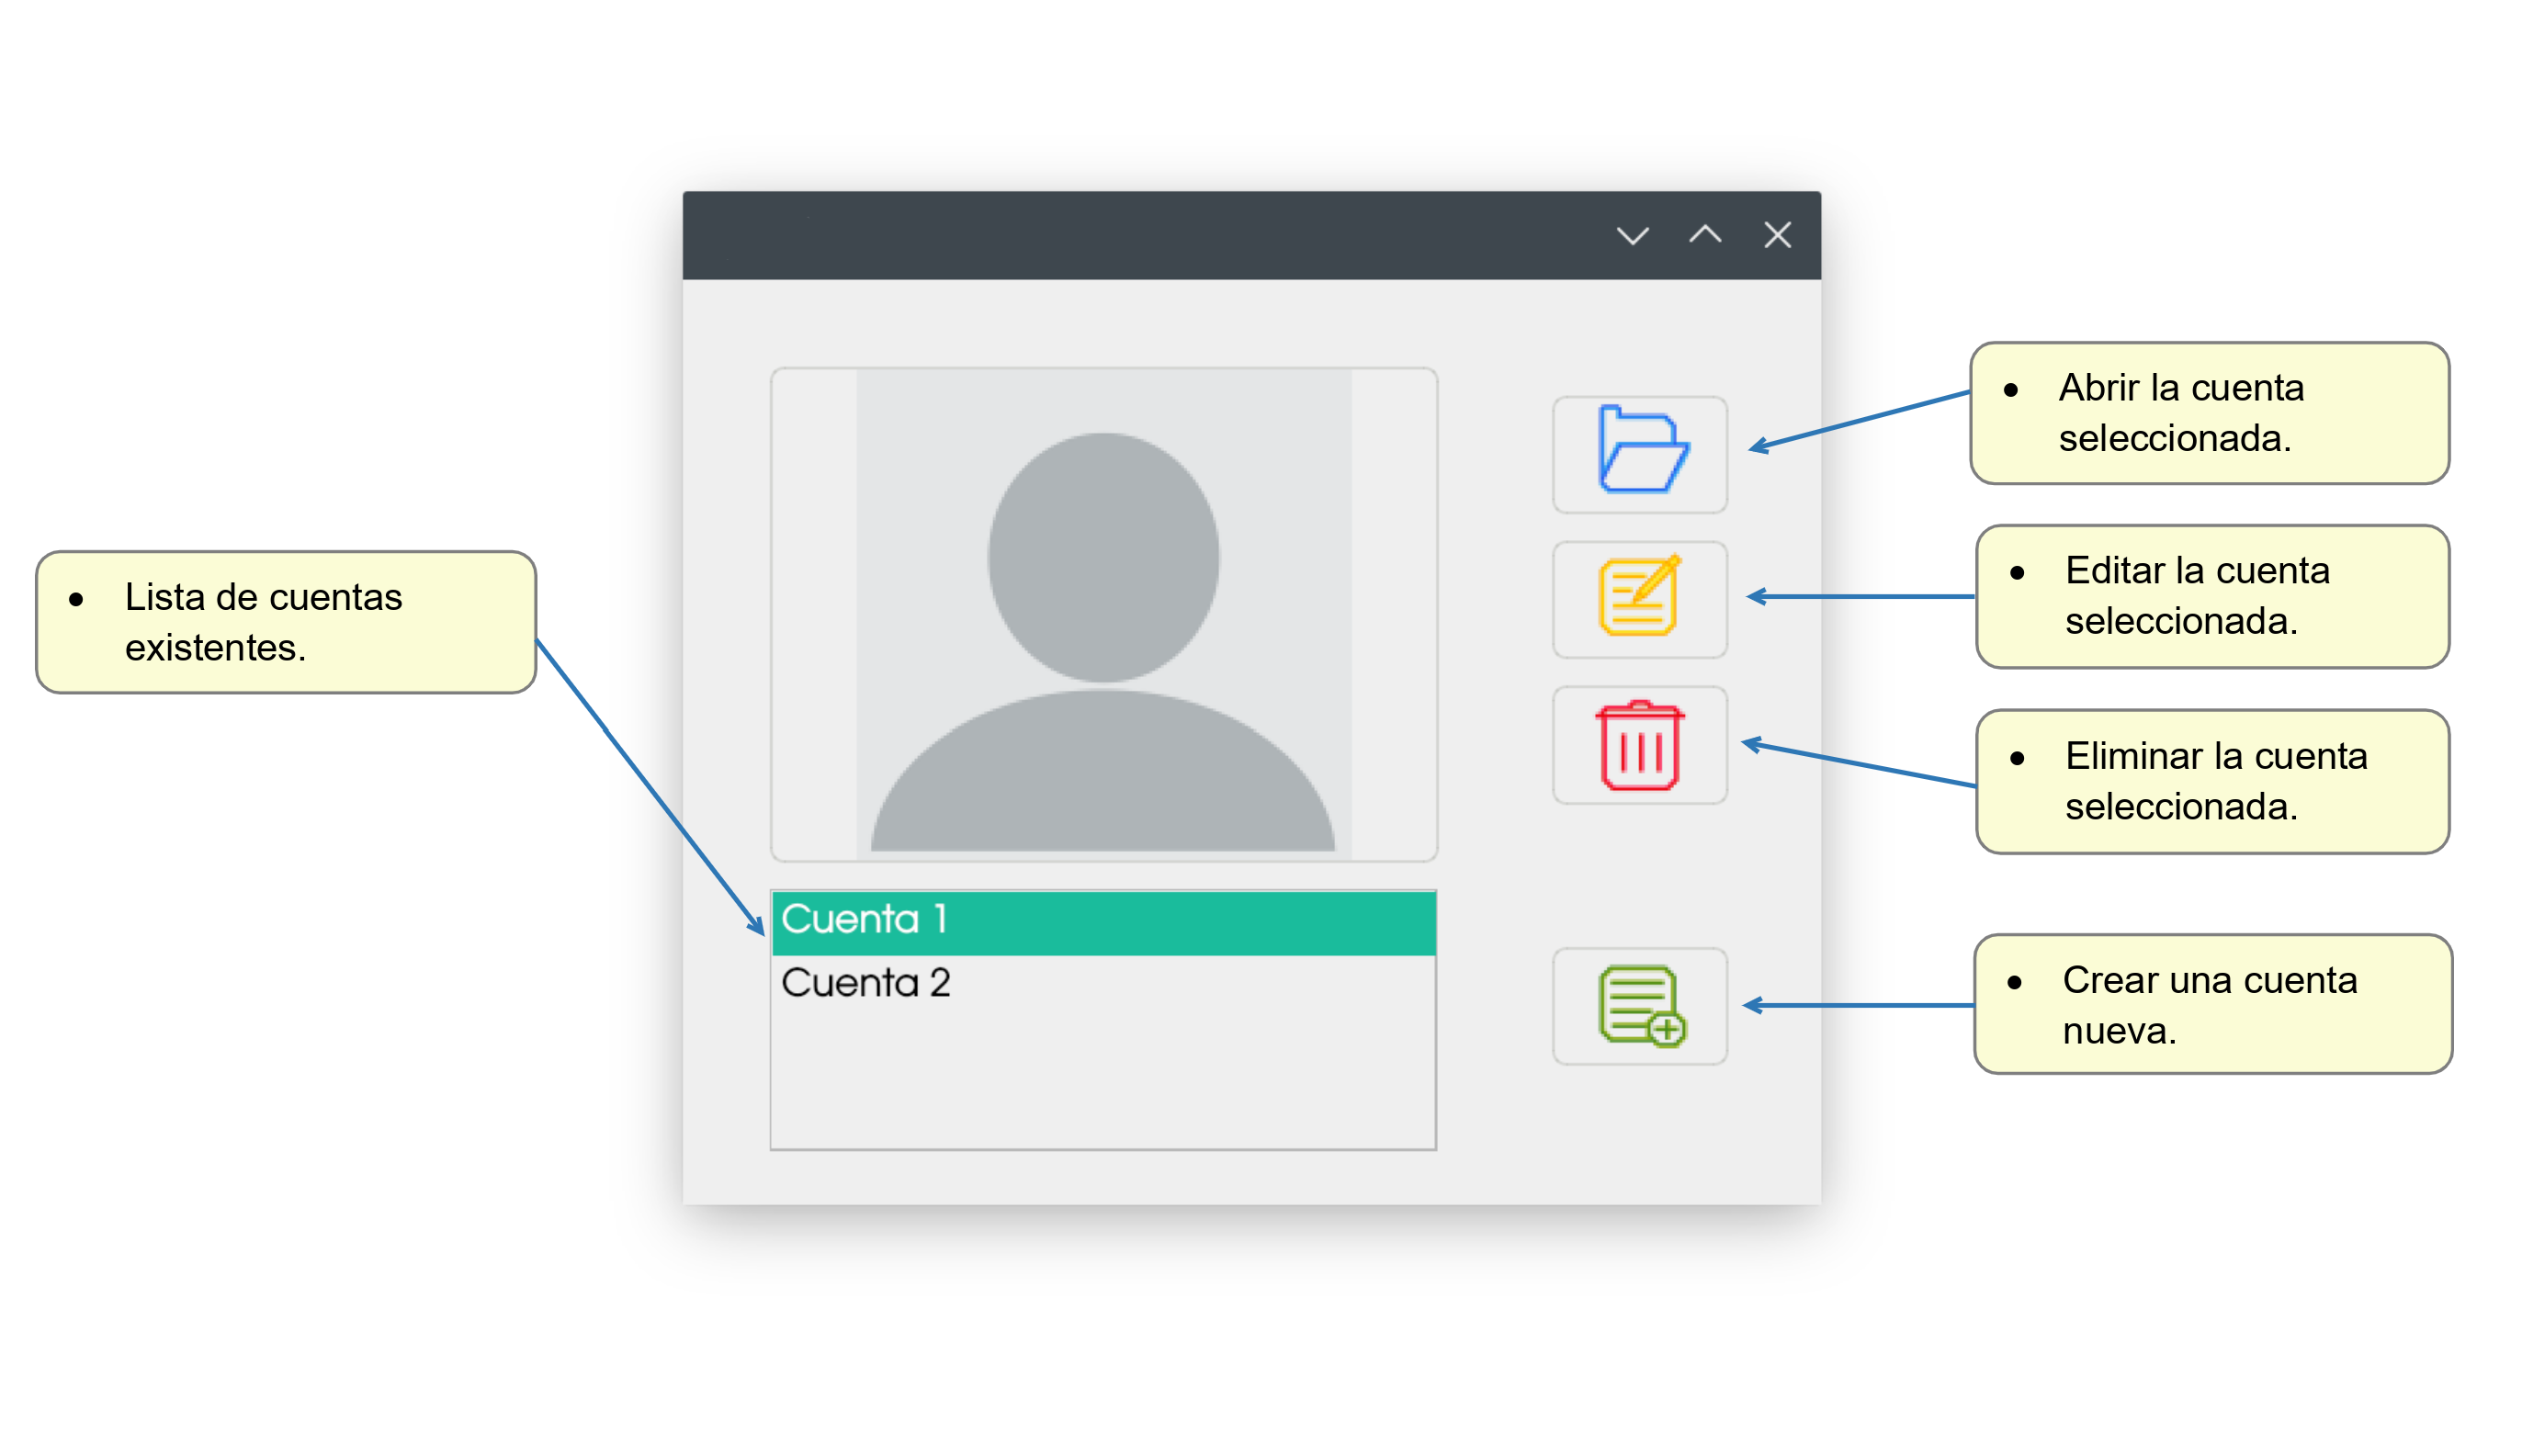 • Lista de cuentas
existentes.
Cuenta 1
Cuenta 2
• Abrir la cuenta
seleccionada.
• Editar la cuenta
seleccionada.
• Eliminar la cuenta
seleccionada.
• Crear una cuenta
nueva.